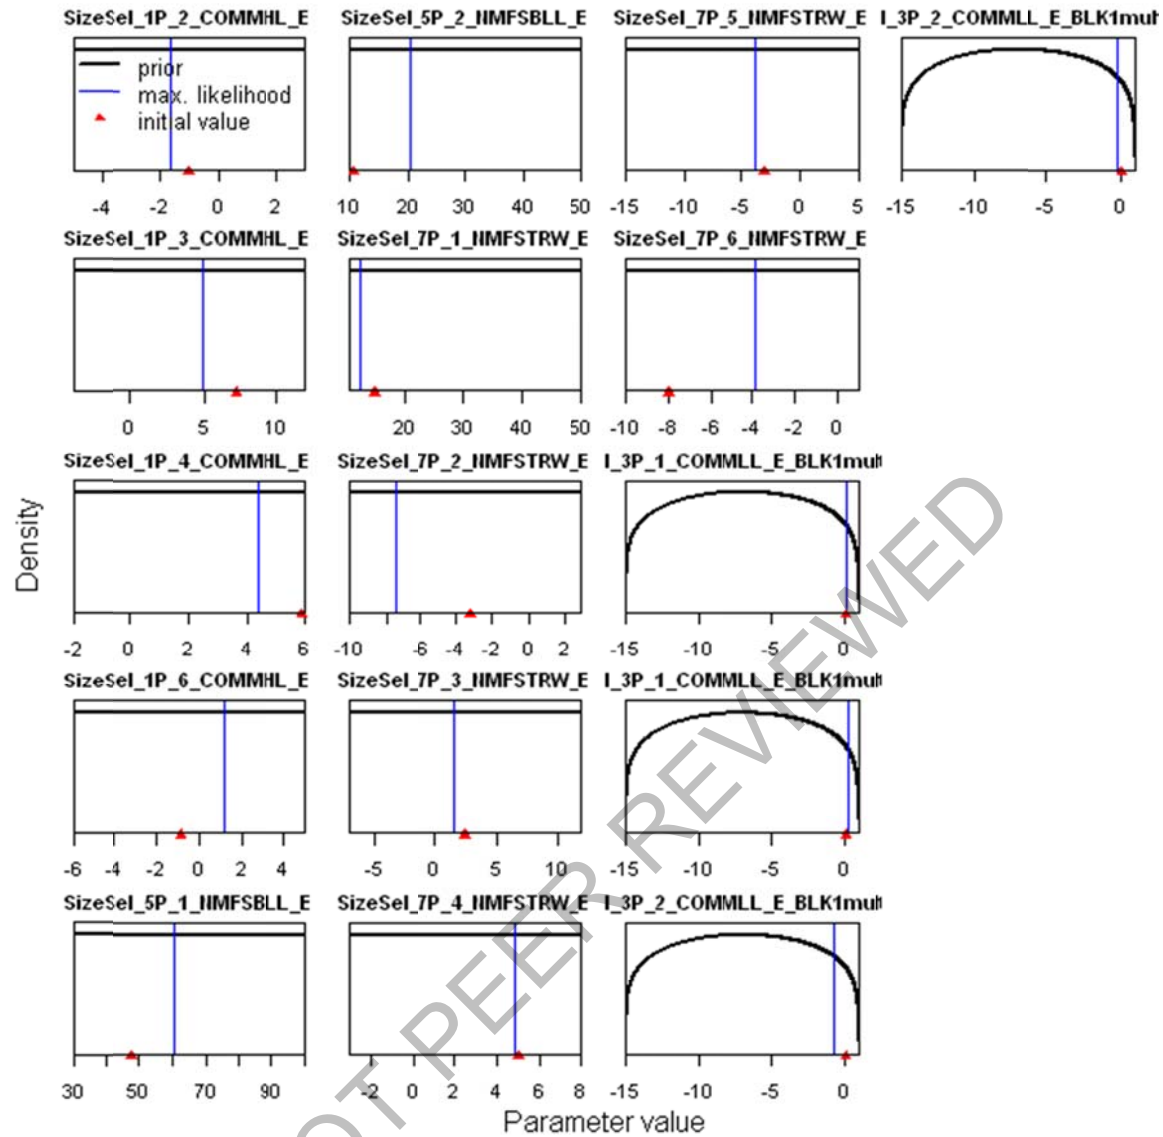 SizeSel_1P_2_COMMHL_E
SizeSel_5P_2_NMFSBLL_E
SizeSel_7P_5_NMFSTRW_E
I_3P_2_COMMLL_E_BLK1mult
prior
max. likelihood
initial value
-4 -2 0 2
10 20 30 40 50
-15 -10 -5 0 5
-15 -10 -5 0
SizeSel_1P_3_COMMHL_E
SizeSel_7P_1_NMFSTRW_E
SizeSel_7P_6_NMFSTRW_E
0 5 10
20 30 40 50
-10 -8 -6 -4 -2 0
SizeSel_1P_4_COMMHL_E
SizeSel_7P_2_NMFSTRW_E
I_3P_1_COMMLL_E_BLK1mult
-2 0 2 4 6
-10 -6 -4 -2 0 2
-15 -10 -5 0
SizeSel_1P_6_COMMHL_E
SizeSel_7P_3_NMFSTRW_E
I_3P_1_COMMLL_E_BLK1mult
-6 -4 -2 0 2 4
-5 0 5 10
-15 -10 -5 0
SizeSel_5P_1_NMFSBLL_E
SizeSel_7P_4_NMFSTRW_E
I_3P_2_COMMLL_E_BLK1mult
30 50 70 90
-2 0 2 4 6 8
-15 -10 -5 0
Density
Parameter value
OT PEER REVIEWED